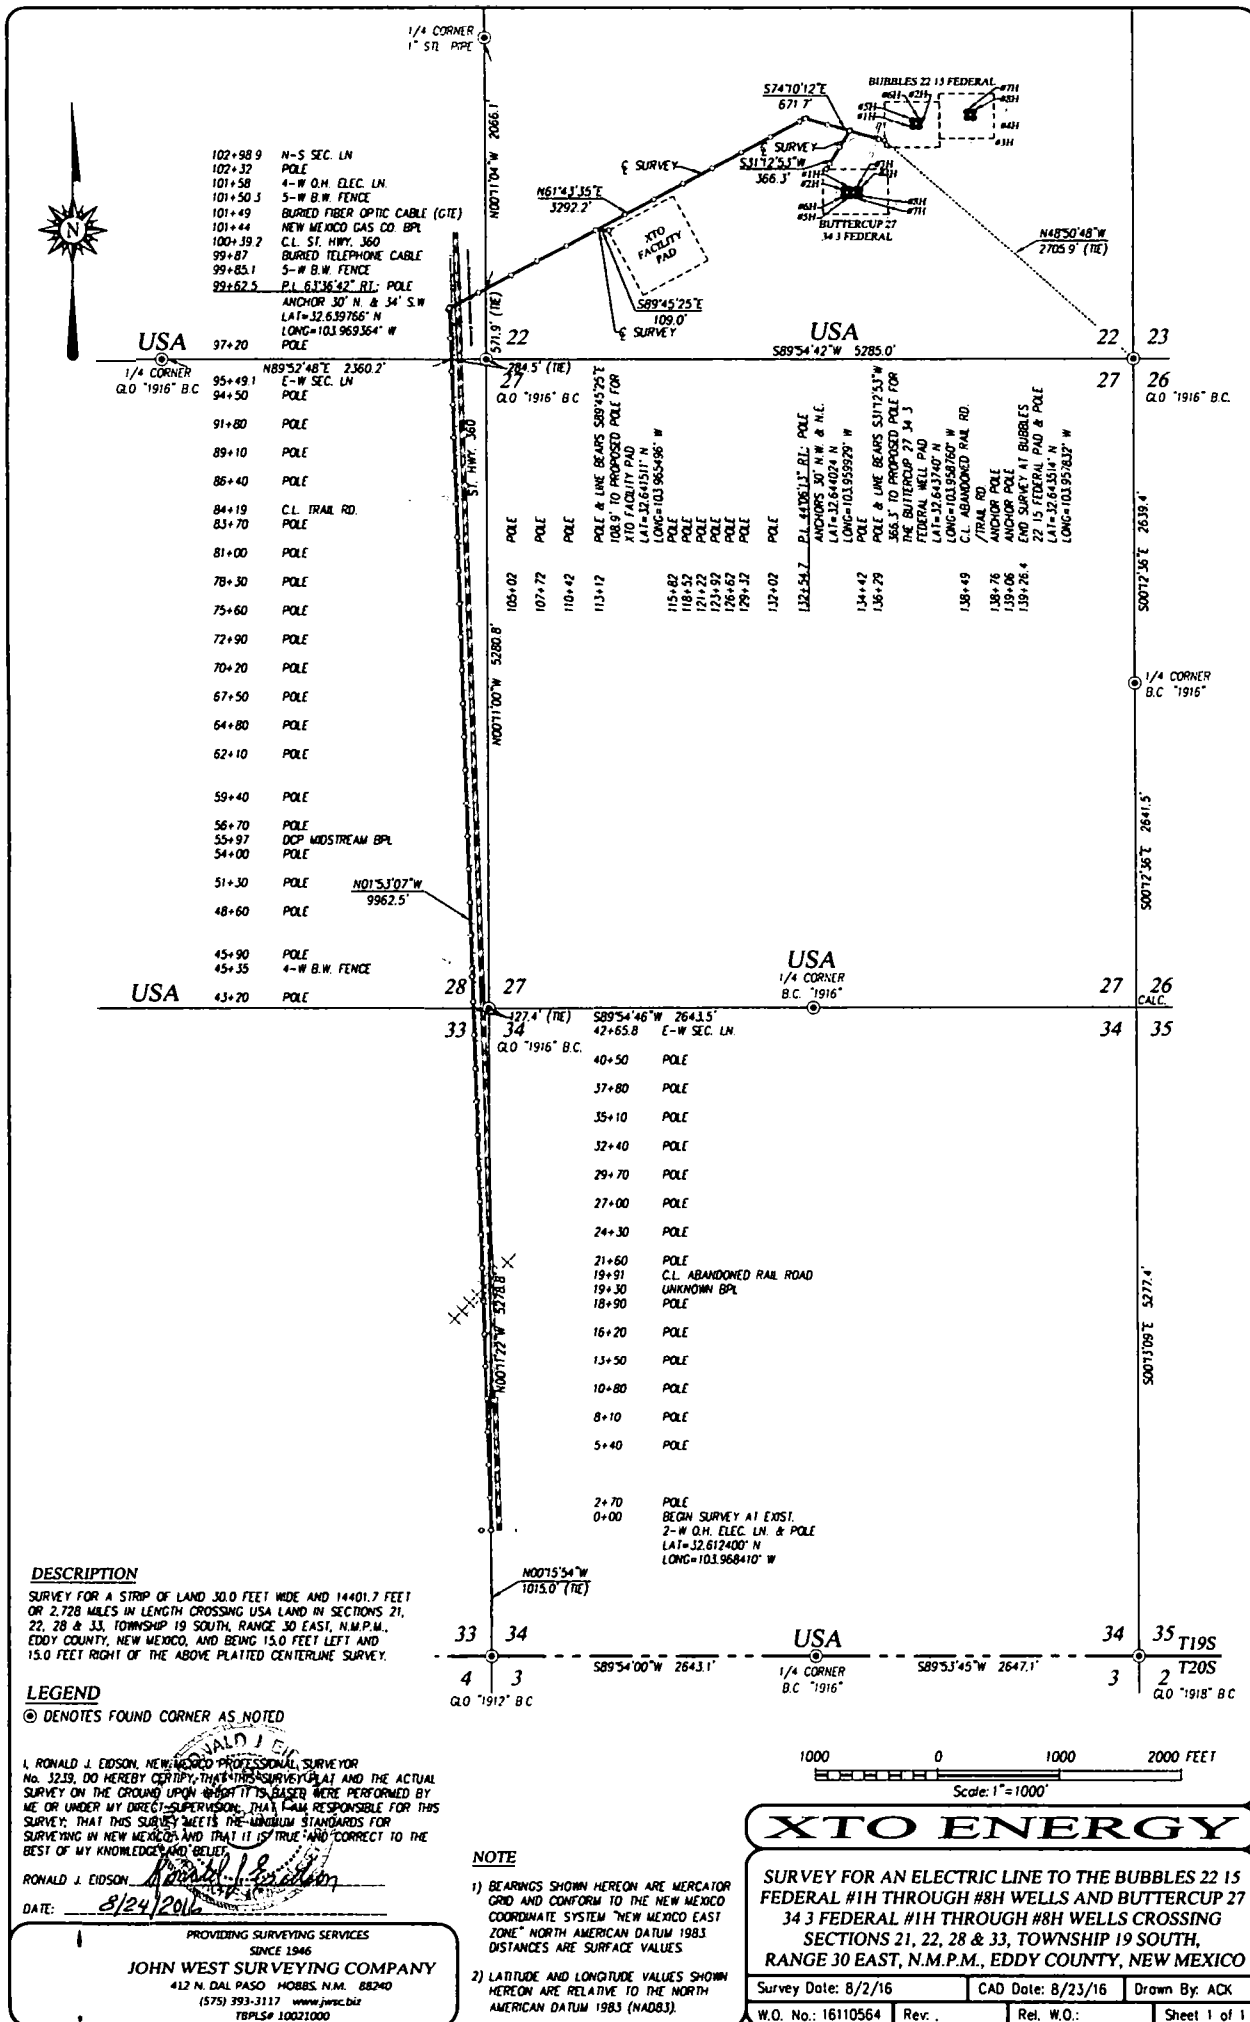 1/4 CORNER
1" STL PIPE
N00°11'04"W 2066.1'
571.9' (TIE)
102+98.9 N-S SEC. LN
102+32 POLE
101+58 4-W O.H. ELEC. LN.
101+50.3 5-W B.W. FENCE
101+49 BURIED FIBER OPTIC CABLE (GTE)
101+44 NEW MEXICO GAS CO. BPL
100+39.2 C.L. ST. HWY. 360
99+87 BURIED TELEPHONE CABLE
99+85.1 5-W B.W. FENCE
99+62.5 P.I. 63°36'42" RT.; POLE
ANCHOR 30' N. & 34' S.W
LAT=32.639766° N
LONG=103.969364° W
97+20 POLE
95+49.1 E-W SEC. LN
94+50 POLE
91+80 POLE
89+10 POLE
86+40 POLE
84+19 C.L. TRAIL RD.
83+70 POLE
81+00 POLE
78+30 POLE
75+60 POLE
72+90 POLE
70+20 POLE
67+50 POLE
64+80 POLE
62+10 POLE
59+40 POLE
56+70 POLE
55+97 DCP MIDSTREAM BPL
54+00 POLE
51+30 POLE
48+60 POLE
45+90 POLE
45+35 4-W B.W. FENCE
43+20 POLE
N
USA
1/4 CORNER
GLO "1916" B.C
N89°52'48"E 2360.2'
284.5' (TIE)
22
27
GLO "1916" B.C
℄ SURVEY
N61°43'35"E
3292.2'
℄ SURVEY
S74°10'12"E
671.7'
S31°12'53"W
366.3'
BUBBLES 22 15 FEDERAL
#6H #2H #7H
#5H #8H
#1H #4H
#3H
#1H
#2H
#6H
#5H
#7H
BUTTERCUP 27
34 3 FEDERAL
XTO
FACILITY
PAD
S89°45'25"E
109.0'
℄ SURVEY
N48°50'48"W
2705.9' (TIE)
USA
S89°54'42"W 5285.0'
22 23
27 26
GLO "1916" B.C.
ST. HWY. 360
105+02 POLE
107+72 POLE
110+42 POLE
113+12 POLE & LINE BEARS S89°45'25"E
108.9' TO PROPOSED POLE FOR
XTO FACILITY PAD
LAT=32.641511° N
LONG=103.965496° W
115+82 POLE
118+52 POLE
121+22 POLE
123+92 POLE
126+62 POLE
129+32 POLE
132+02 POLE
132+54.7 P.I. 44°06'13" RT.; POLE
ANCHORS 30' N.W. & N.E.
LAT=32.644024° N
LONG=103.959929° W
134+42 POLE
136+29 POLE & LINE BEARS S31°12'53"W
366.3' TO PROPOSED POLE FOR
THE BUTTERCUP 27 34 3
FEDERAL WELL PAD
LAT=32.643740° N
LONG=103.958760° W
138+49 C.L. ABANDONED RAIL RD.
/TRAIL RD.
138+76 ANCHOR POLE
139+06 ANCHOR POLE
139+26.4 END SURVEY AT BUBBLES
22 15 FEDERAL PAD & POLE
LAT=32.643514° N
LONG=103.957832° W
S00°12'36"E 2639.4'
1/4 CORNER
B.C "1916"
N00°11'00"W 5280.8'
S00°12'36"E 2641.5'
N01°53'07"W
9962.5'
USA
28 27
33 34
127.4' (TIE)
GLO "1916" B.C.
USA
1/4 CORNER
B.C. "1916"
S89°54'46"W 2643.5'
27 26
CALC.
34 35
42+65.8 E-W SEC. LN.
40+50 POLE
37+80 POLE
35+10 POLE
32+40 POLE
29+70 POLE
27+00 POLE
24+30 POLE
21+60 POLE
19+91 C.L. ABANDONED RAIL ROAD
19+30 UNKNOWN BPL
18+90 POLE
16+20 POLE
13+50 POLE
10+80 POLE
8+10 POLE
5+40 POLE
2+70 POLE
0+00 BEGIN SURVEY AT EXIST.
2-W O.H. ELEC. LN. & POLE
LAT=32.612400° N
LONG=103.968410° W
N00°11'22"W 5278.8'
S00°13'09"E 5277.4'
N00°15'54"W
1015.0' (TIE)
33 34
4 3
GLO "1912" B C
S89°54'00"W 2643.1'
USA
1/4 CORNER
B.C "1916"
S89°53'45"W 2647.1'
34 35 T19S
3 2 T20S
GLO "1918" B C
DESCRIPTION
SURVEY FOR A STRIP OF LAND 30.0 FEET WIDE AND 14401.7 FEET
OR 2.728 MILES IN LENGTH CROSSING USA LAND IN SECTIONS 21,
22, 28 & 33, TOWNSHIP 19 SOUTH, RANGE 30 EAST, N.M.P.M.,
EDDY COUNTY, NEW MEXICO, AND BEING 15.0 FEET LEFT AND
15.0 FEET RIGHT OF THE ABOVE PLATTED CENTERLINE SURVEY.
LEGEND
DENOTES FOUND CORNER AS NOTED
I, RONALD J. EIDSON, NEW MEXICO PROFESSIONAL SURVEYOR
No. 3239, DO HEREBY CERTIFY THAT THIS SURVEY PLAT AND THE ACTUAL
SURVEY ON THE GROUND UPON WHICH IT IS BASED WERE PERFORMED BY
ME OR UNDER MY DIRECT SUPERVISION; THAT I AM RESPONSIBLE FOR THIS
SURVEY; THAT THIS SURVEY MEETS THE MINIMUM STANDARDS FOR
SURVEYING IN NEW MEXICO; AND THAT IT IS TRUE AND CORRECT TO THE
BEST OF MY KNOWLEDGE AND BELIEF.
RONALD J. EIDSON Ronald J. Eidson
DATE: 8/24/2016
PROVIDING SURVEYING SERVICES
SINCE 1946
JOHN WEST SURVEYING COMPANY
412 N. DAL PASO HOBBS, N.M. 88240
(575) 393-3117 www.jwsc.biz
TBPLS# 10021000
NOTE
1) BEARINGS SHOWN HEREON ARE MERCATOR
GRID AND CONFORM TO THE NEW MEXICO
COORDINATE SYSTEM "NEW MEXICO EAST
ZONE" NORTH AMERICAN DATUM 1983.
DISTANCES ARE SURFACE VALUES.
2) LATITUDE AND LONGITUDE VALUES SHOWN
HEREON ARE RELATIVE TO THE NORTH
AMERICAN DATUM 1983 (NAD83).
1000 0 1000 2000 FEET
Scale: 1"=1000'
XTO ENERGY
SURVEY FOR AN ELECTRIC LINE TO THE BUBBLES 22 15
FEDERAL #1H THROUGH #8H WELLS AND BUTTERCUP 27
34 3 FEDERAL #1H THROUGH #8H WELLS CROSSING
SECTIONS 21, 22, 28 & 33, TOWNSHIP 19 SOUTH,
RANGE 30 EAST, N.M.P.M., EDDY COUNTY, NEW MEXICO
Survey Date: 8/2/16 CAD Date: 8/23/16 Drawn By: ACK
W.O. No.: 16110564 Rev: . Rel. W.O.: Sheet 1 of 1